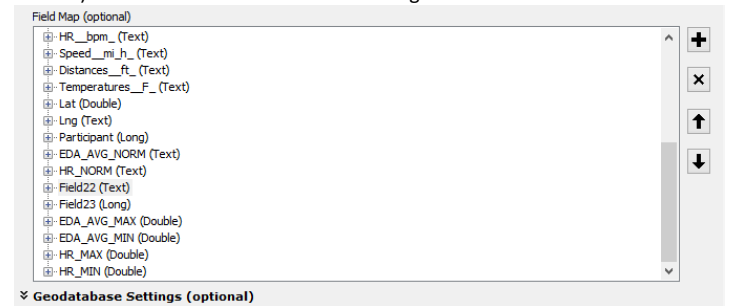 Field Map (optional)
HR__bpm_ (Text)
Speed__mi_h_ (Text)
Distances__ft_ (Text)
Temperatures__F_ (Text)
Lat (Double)
Lng (Text)
Participant (Long)
EDA_AVG_NORM (Text)
HR_NORM (Text)
Field22 (Text)
Field23 (Long)
EDA_AVG_MAX (Double)
EDA_AVG_MIN (Double)
HR_MAX (Double)
HR_MIN (Double)
Geodatabase Settings (optional)